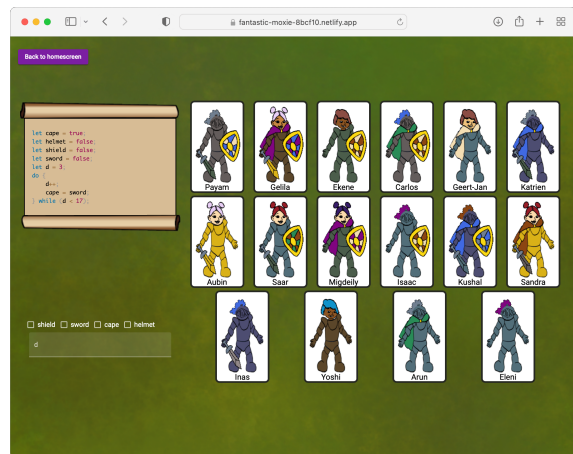 fantastic-moxie-8bcf10.netlify.app
Back to homescreen
let cape = true;
let helmet = false;
let shield = false;
let sword = false;
let d = 3;
do {
d++;
cape = sword;
} while (d < 17);
Payam Gelila Ekene Carlos Geert-Jan Katrien
Aubin Saar Migdeily Isaac Kushal Sandra
shield sword cape helmet
d
Inas Yoshi Arun Eleni